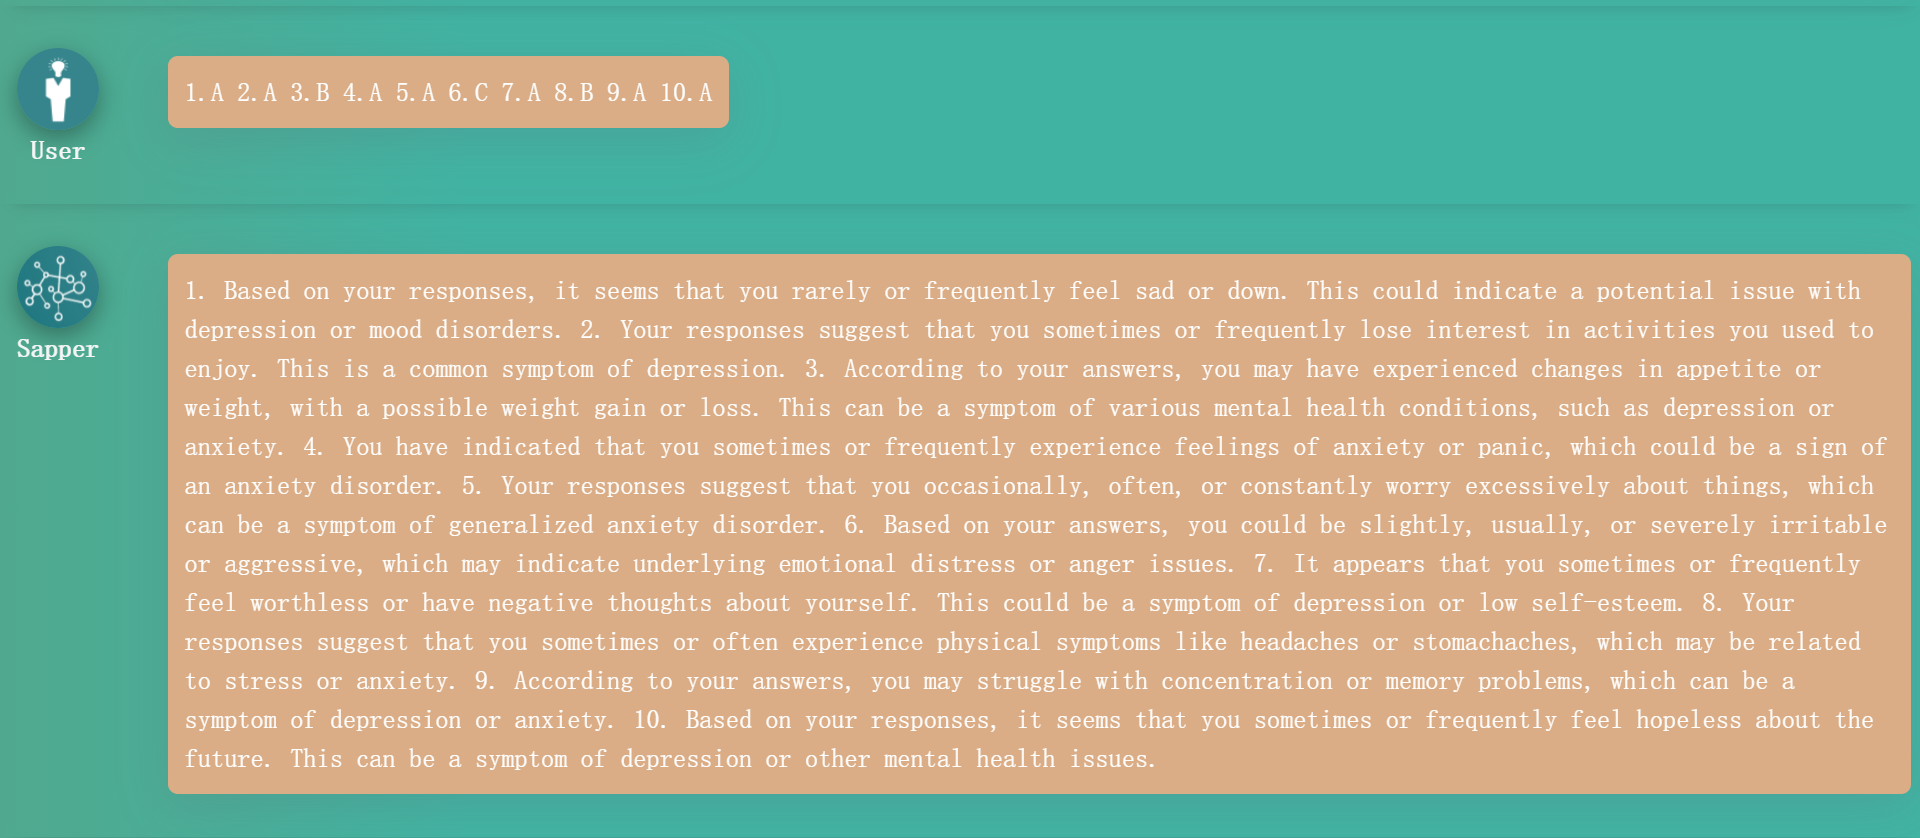 1.A 2.A 3.B 4.A 5.A 6.C 7.A 8.B 9.A 10.A
User
1. Based on your responses, it seems that you rarely or frequently feel sad or down. This could indicate a potential issue with
depression or mood disorders. 2. Your responses suggest that you sometimes or frequently lose interest in activities you used to
enjoy. This is a common symptom of depression. 3. According to your answers, you may have experienced changes in appetite or
weight, with a possible weight gain or loss. This can be a symptom of various mental health conditions, such as depression or
anxiety. 4. You have indicated that you sometimes or frequently experience feelings of anxiety or panic, which could be a sign of
an anxiety disorder. 5. Your responses suggest that you occasionally, often, or constantly worry excessively about things, which
can be a symptom of generalized anxiety disorder. 6. Based on your answers, you could be slightly, usually, or severely irritable
or aggressive, which may indicate underlying emotional distress or anger issues. 7. It appears that you sometimes or frequently
feel worthless or have negative thoughts about yourself. This could be a symptom of depression or low self-esteem. 8. Your
responses suggest that you sometimes or often experience physical symptoms like headaches or stomachaches, which may be related
to stress or anxiety. 9. According to your answers, you may struggle with concentration or memory problems, which can be a
symptom of depression or anxiety. 10. Based on your responses, it seems that you sometimes or frequently feel hopeless about the
future. This can be a symptom of depression or other mental health issues.
Sapper